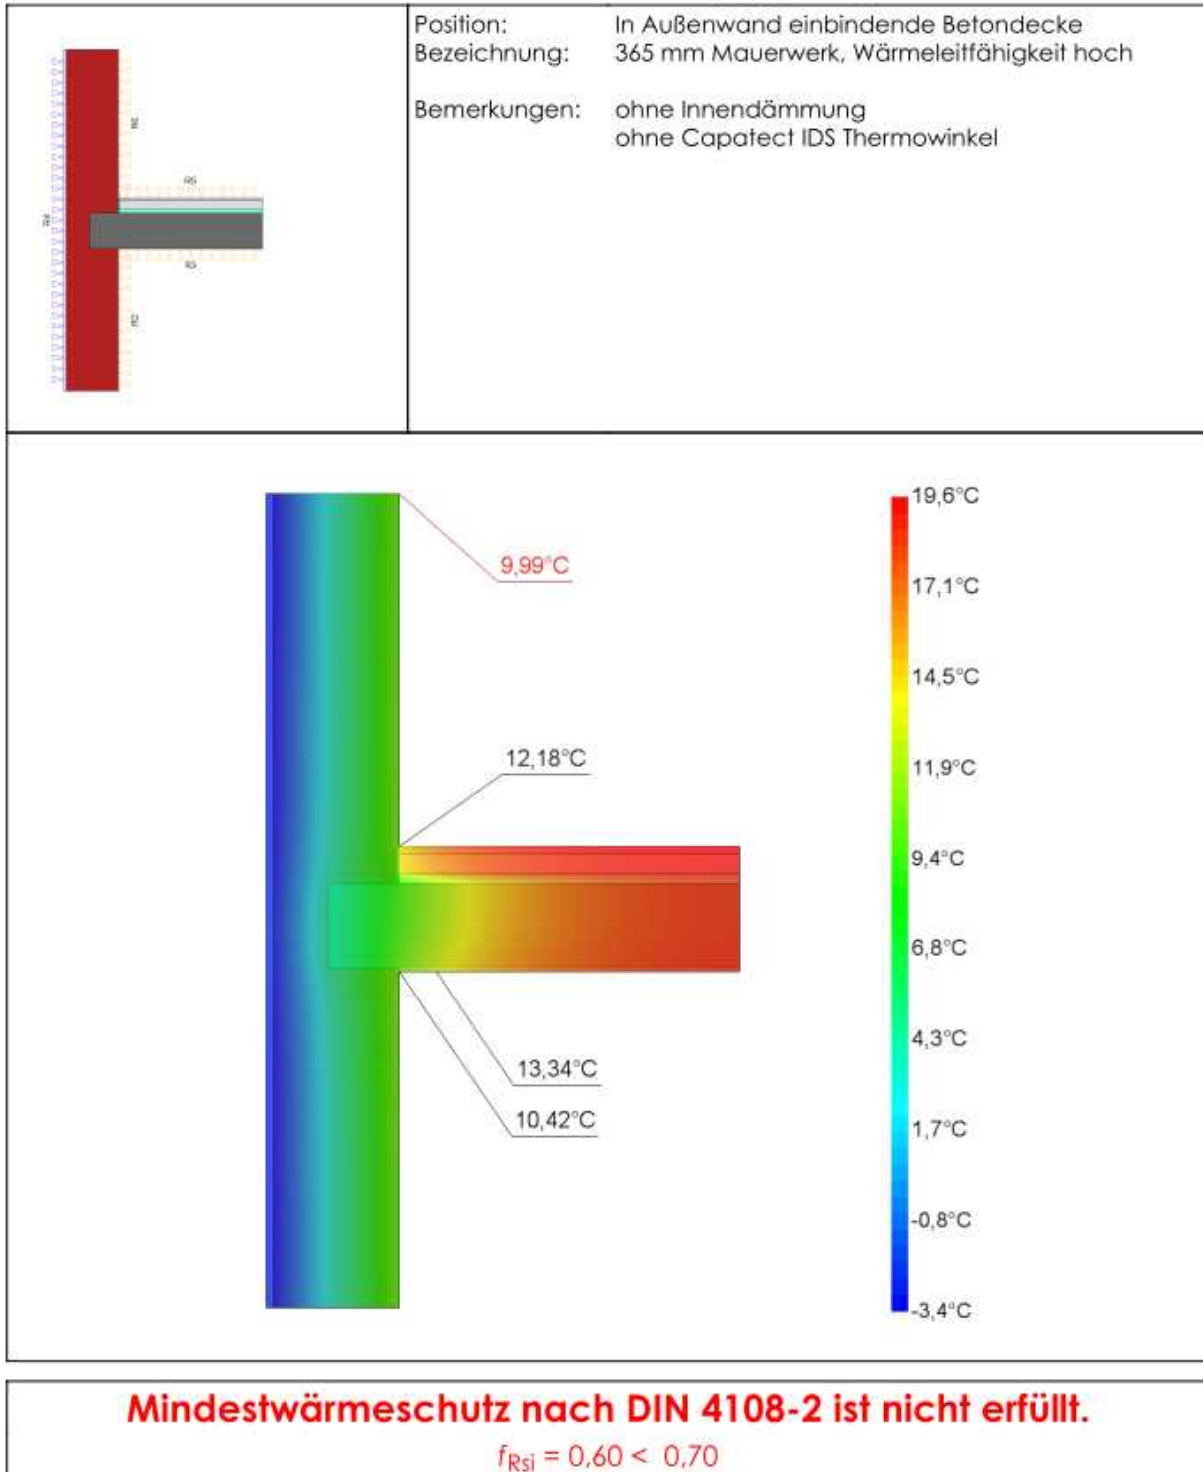 Position: In Außenwand einbindende Betondecke
Bezeichnung: 365 mm Mauerwerk, Wärmeleitfähigkeit hoch
Bemerkungen: ohne Innendämmung
ohne Capatect IDS Thermowinkel
19,6°C
9,99°C
17,1°C
14,5°C
12,18°C
11,9°C
9,4°C
6,8°C
4,3°C
13,34°C
10,42°C
1,7°C
-0,8°C
-3,4°C
Mindestwärmeschutz nach DIN 4108-2 ist nicht erfüllt.
fRsi = 0,60 < 0,70